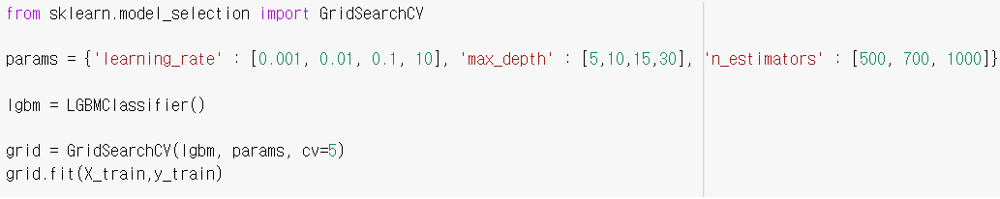 from sklearn.model_selection import GridSearchCV
params = {'learning_rate' : [0.001, 0.01, 0.1, 10], 'max_depth' : [5,10,15,30], 'n_estimators' : [500, 700, 1000]}
lgbm = LGBMClassifier()
grid = GridSearchCV(lgbm, params, cv=5)
grid.fit(X_train,y_train)